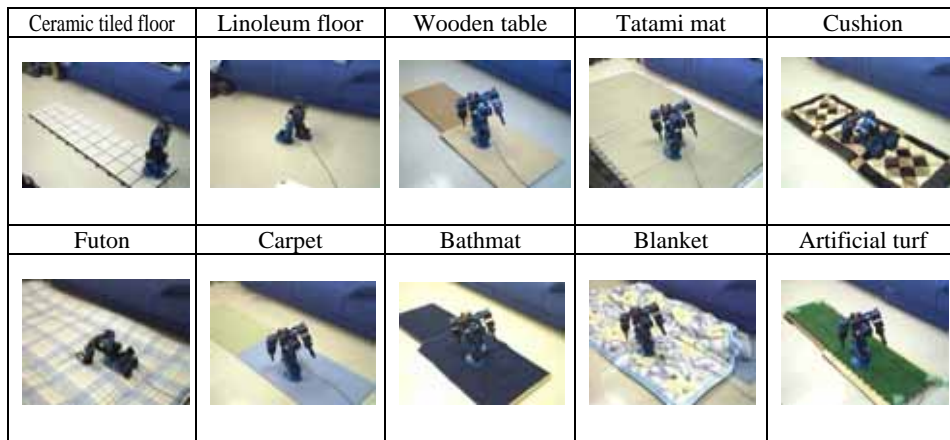 Ceramic tiled floor
Linoleum floor
Wooden table
Tatami mat
Cushion
Futon
Carpet
Bathmat
Blanket
Artificial turf